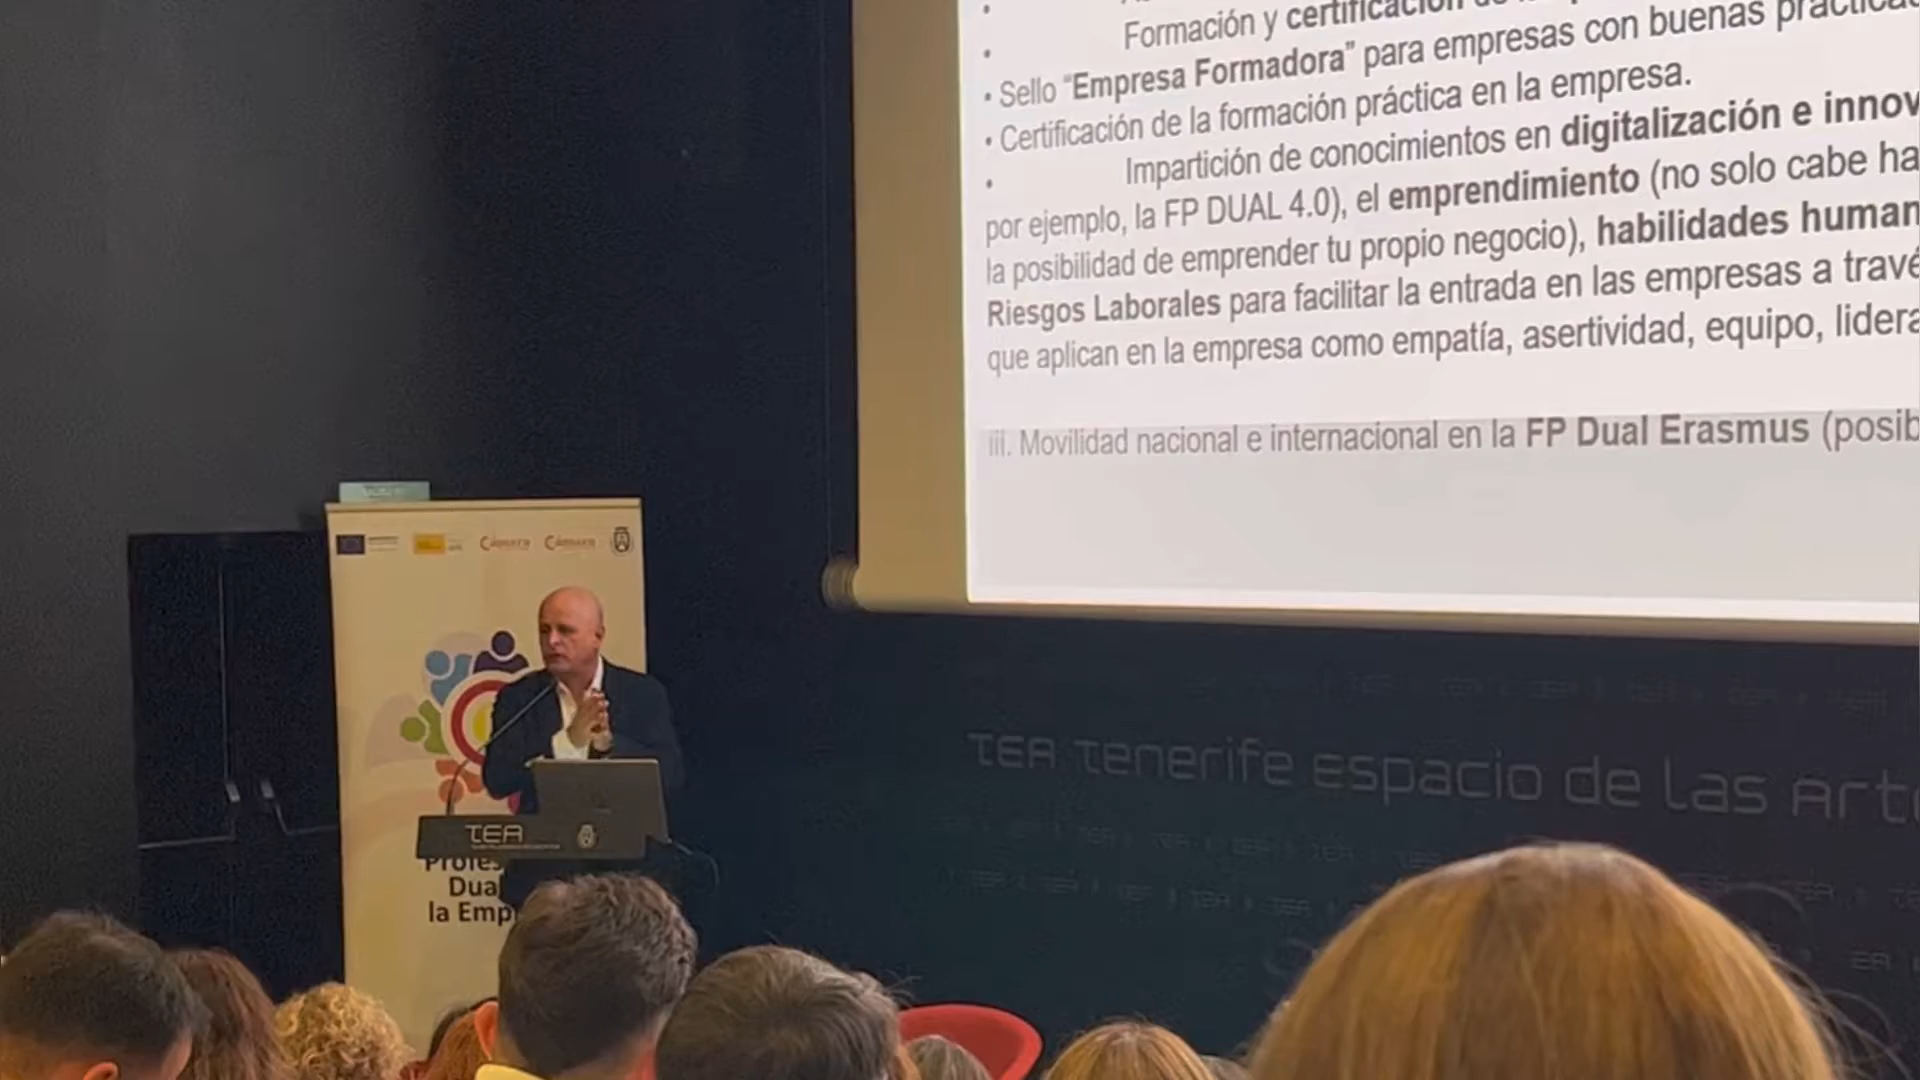 Formación y certificación
• Sello “Empresa Formadora” para empresas con buenas
• Certificación de la formación práctica en la empresa.
• Impartición de conocimientos en digitalización e innov
por ejemplo, la FP DUAL 4.0), el emprendimiento (no solo cabe ha
la posibilidad de emprender tu propio negocio), habilidades human
Riesgos Laborales para facilitar la entrada en las empresas a travé
que aplican en la empresa como empatía, asertividad, equipo, lidera
iii. Movilidad nacional e internacional en la FP Dual Erasmus (posib
Cámara Cámara
TEA
Profes
Dual
la Emp
TEA Tenerife Espacio de las Arte